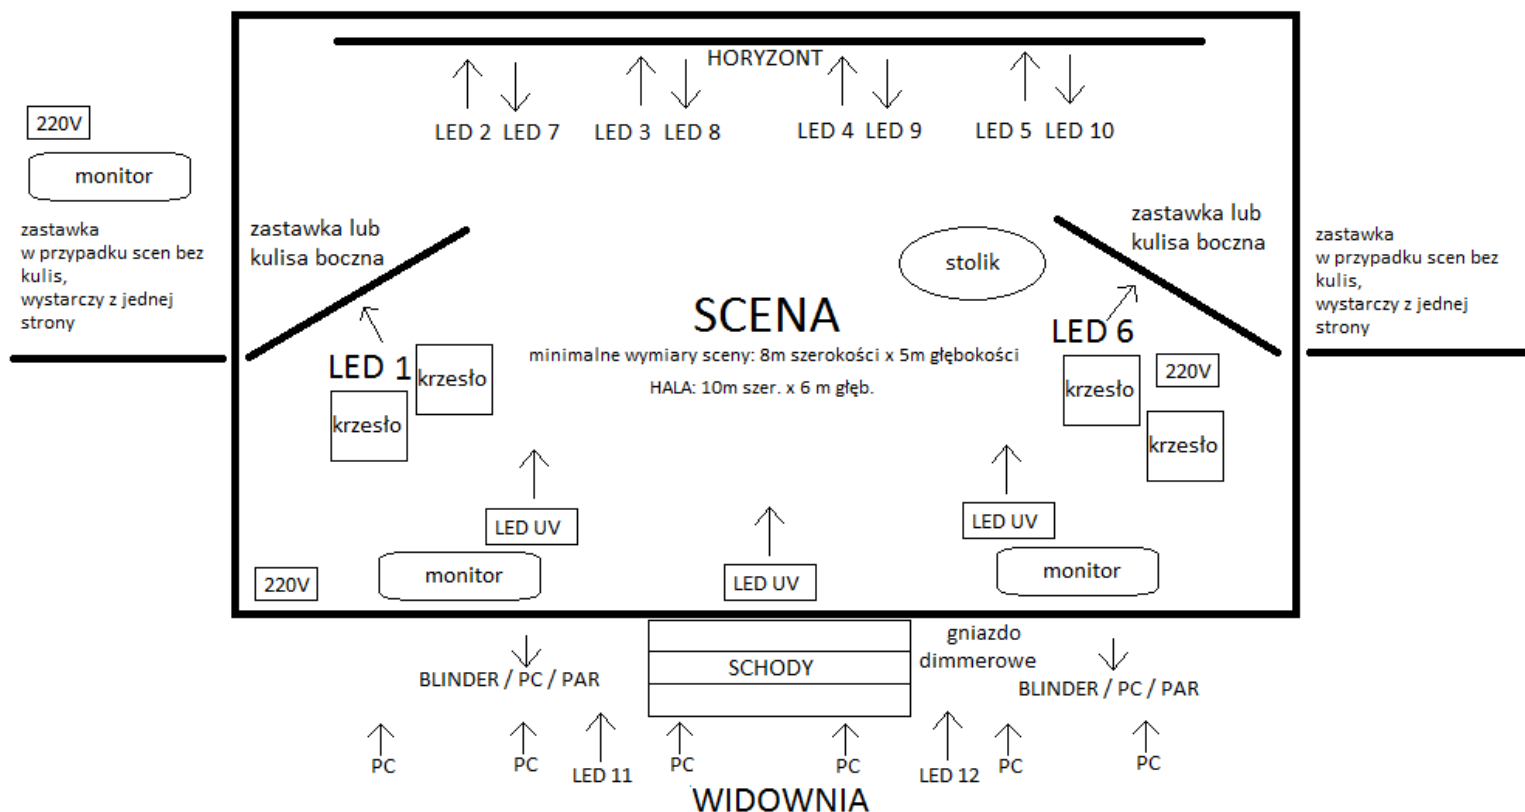 HORYZONT
220V
LED 2 LED 7 LED 3 LED 8 LED 4 LED 9 LED 5 LED 10
monitor
zastawka
w przypadku scen bez
kulis,
wystarczy z jednej
strony
zastawka lub
kulisa boczna
stolik
zastawka lub
kulisa boczna
zastawka
w przypadku scen bez
kulis,
wystarczy z jednej
strony
SCENA
minimalne wymiary sceny: 8m szerokości x 5m głębokości
HALA: 10m szer. x 6 m głęb.
LED 1
krzesło
krzesło
LED 6
krzesło
220V
krzesło
LED UV
LED UV
LED UV
220V
monitor
monitor
SCHODY
gniazdo
dimmerowe
BLINDER / PC / PAR
BLINDER / PC / PAR
PC PC LED 11 PC PC LED 12 PC PC
WIDOWNIA